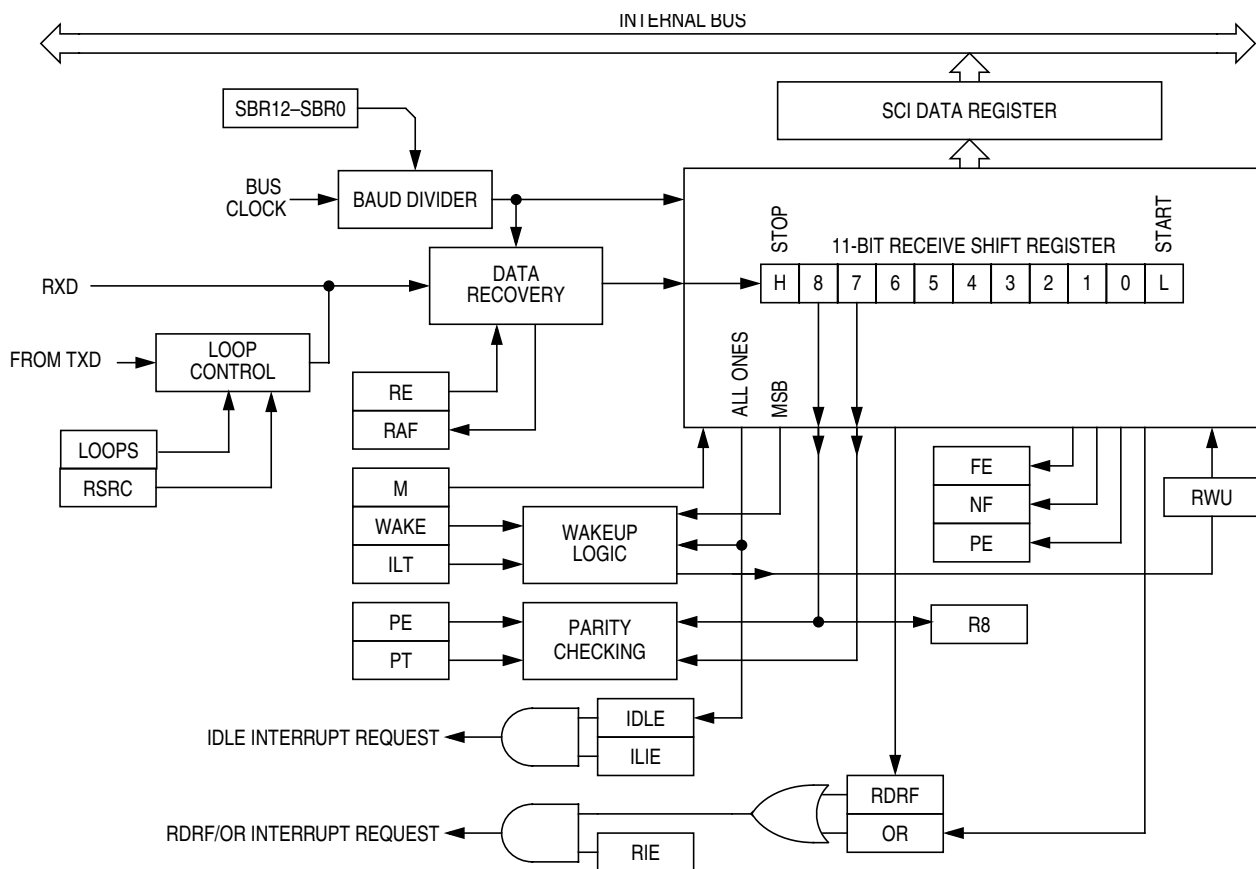 INTERNAL BUS
SBR12–SBR0
SCI DATA REGISTER
BUS
CLOCK
BAUD DIVIDER
STOP
11-BIT RECEIVE SHIFT REGISTER
START
H 8 7 6 5 4 3 2 1 0 L
RXD
DATA
RECOVERY
FROM TXD
LOOP
CONTROL
ALL ONES
MSB
RE
RAF
LOOPS
RSRC
M
WAKE
ILT
WAKEUP
LOGIC
FE
NF
PE
RWU
PE
PT
PARITY
CHECKING
R8
IDLE INTERRUPT REQUEST
IDLE
ILIE
RDRF/OR INTERRUPT REQUEST
RDRF
OR
RIE